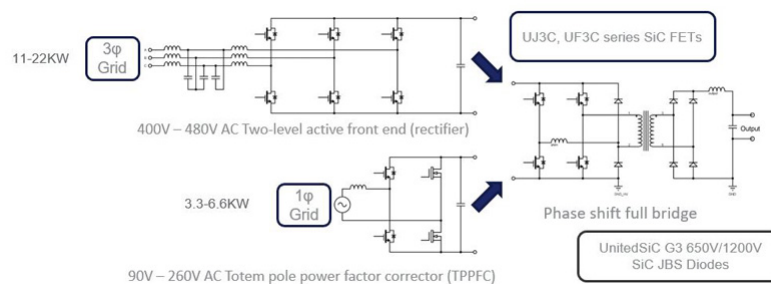 11-22KW
3φ
Grid
400V – 480V AC Two-level active front end (rectifier)
UJ3C, UF3C series SiC FETs
Output
3.3-6.6KW
1φ
Grid
Phase shift full bridge
90V – 260V AC Totem pole power factor corrector (TPPFC)
UnitedSiC G3 650V/1200V
SiC JBS Diodes